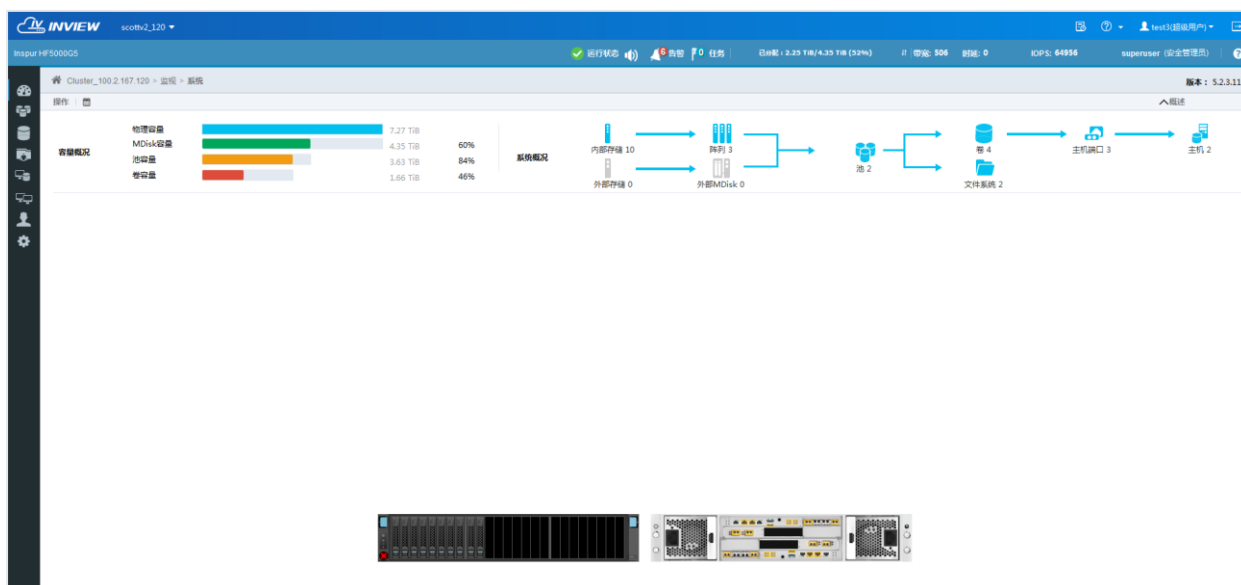 INVIEW scottv2_120 test3(超级用户)
Inspur HF5000G5 运行状态 6 告警 0 任务 已分配：2.25 TiB/4.35 TiB (52%) 带宽: 506 时延: 0 IOPS: 64956 superuser (安全管理员)
Cluster_100.2.167.120 > 监视 > 系统 版本： 5.2.3.11
操作 概述
容量概况
物理容量 7.27 TiB
MDisk容量 4.35 TiB 60%
池容量 3.63 TiB 84%
卷容量 1.66 TiB 46%
系统概况
内部存储 10 阵列 3 池 2 卷 4 主机端口 3 主机 2
外部存储 0 外部MDisk 0 文件系统 2